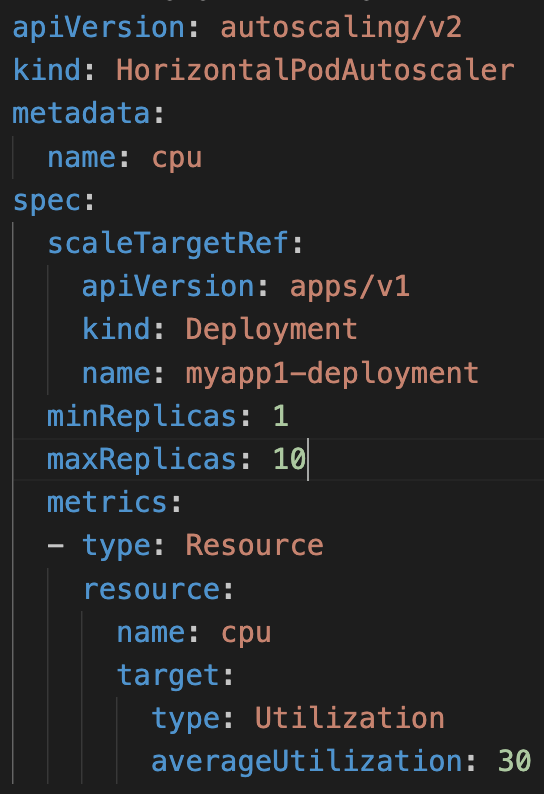 apiVersion: autoscaling/v2
kind: HorizontalPodAutoscaler
metadata:
  name: cpu
spec:
  scaleTargetRef:
    apiVersion: apps/v1
    kind: Deployment
    name: myapp1-deployment
  minReplicas: 1
  maxReplicas: 10
  metrics:
  - type: Resource
    resource:
      name: cpu
      target:
        type: Utilization
        averageUtilization: 30